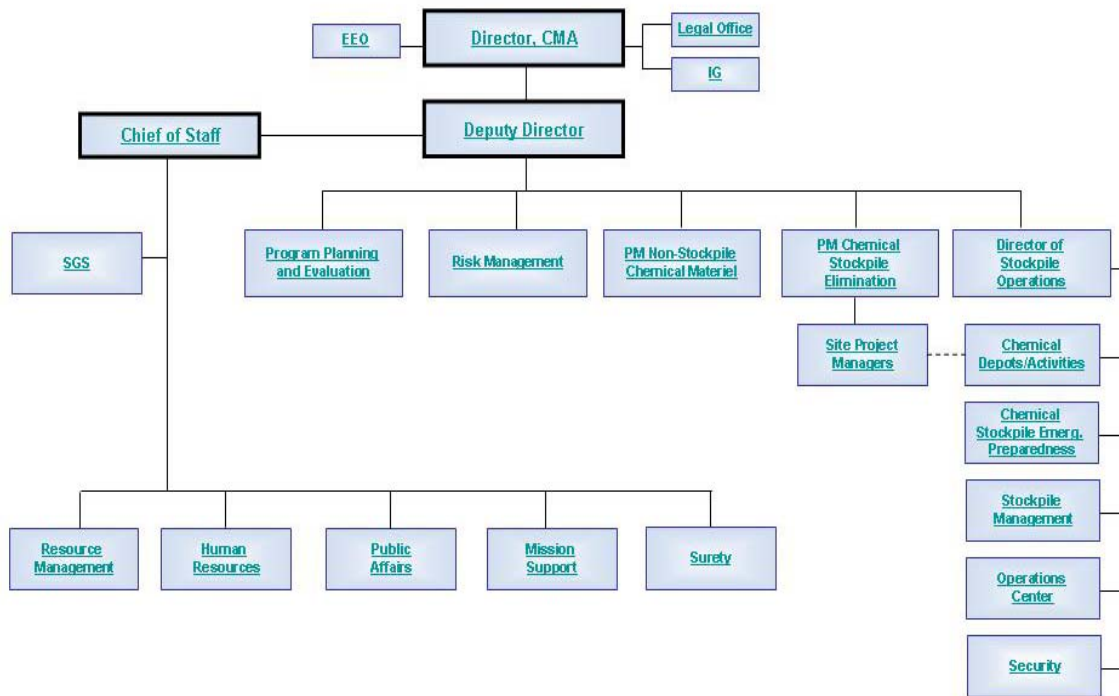 EEO
Director, CMA
Legal Office
IG
Chief of Staff
Deputy Director
SGS
Program Planning
and Evaluation
Risk Management
PM Non-Stockpile
Chemical Materiel
PM Chemical
Stockpile
Elimination
Director of
Stockpile
Operations
Site Project
Managers
Chemical
Depots/Activities
Chemical
Stockpile Emerg.
Preparedness
Stockpile
Management
Operations
Center
Security
Resource
Management
Human
Resources
Public
Affairs
Mission
Support
Surety